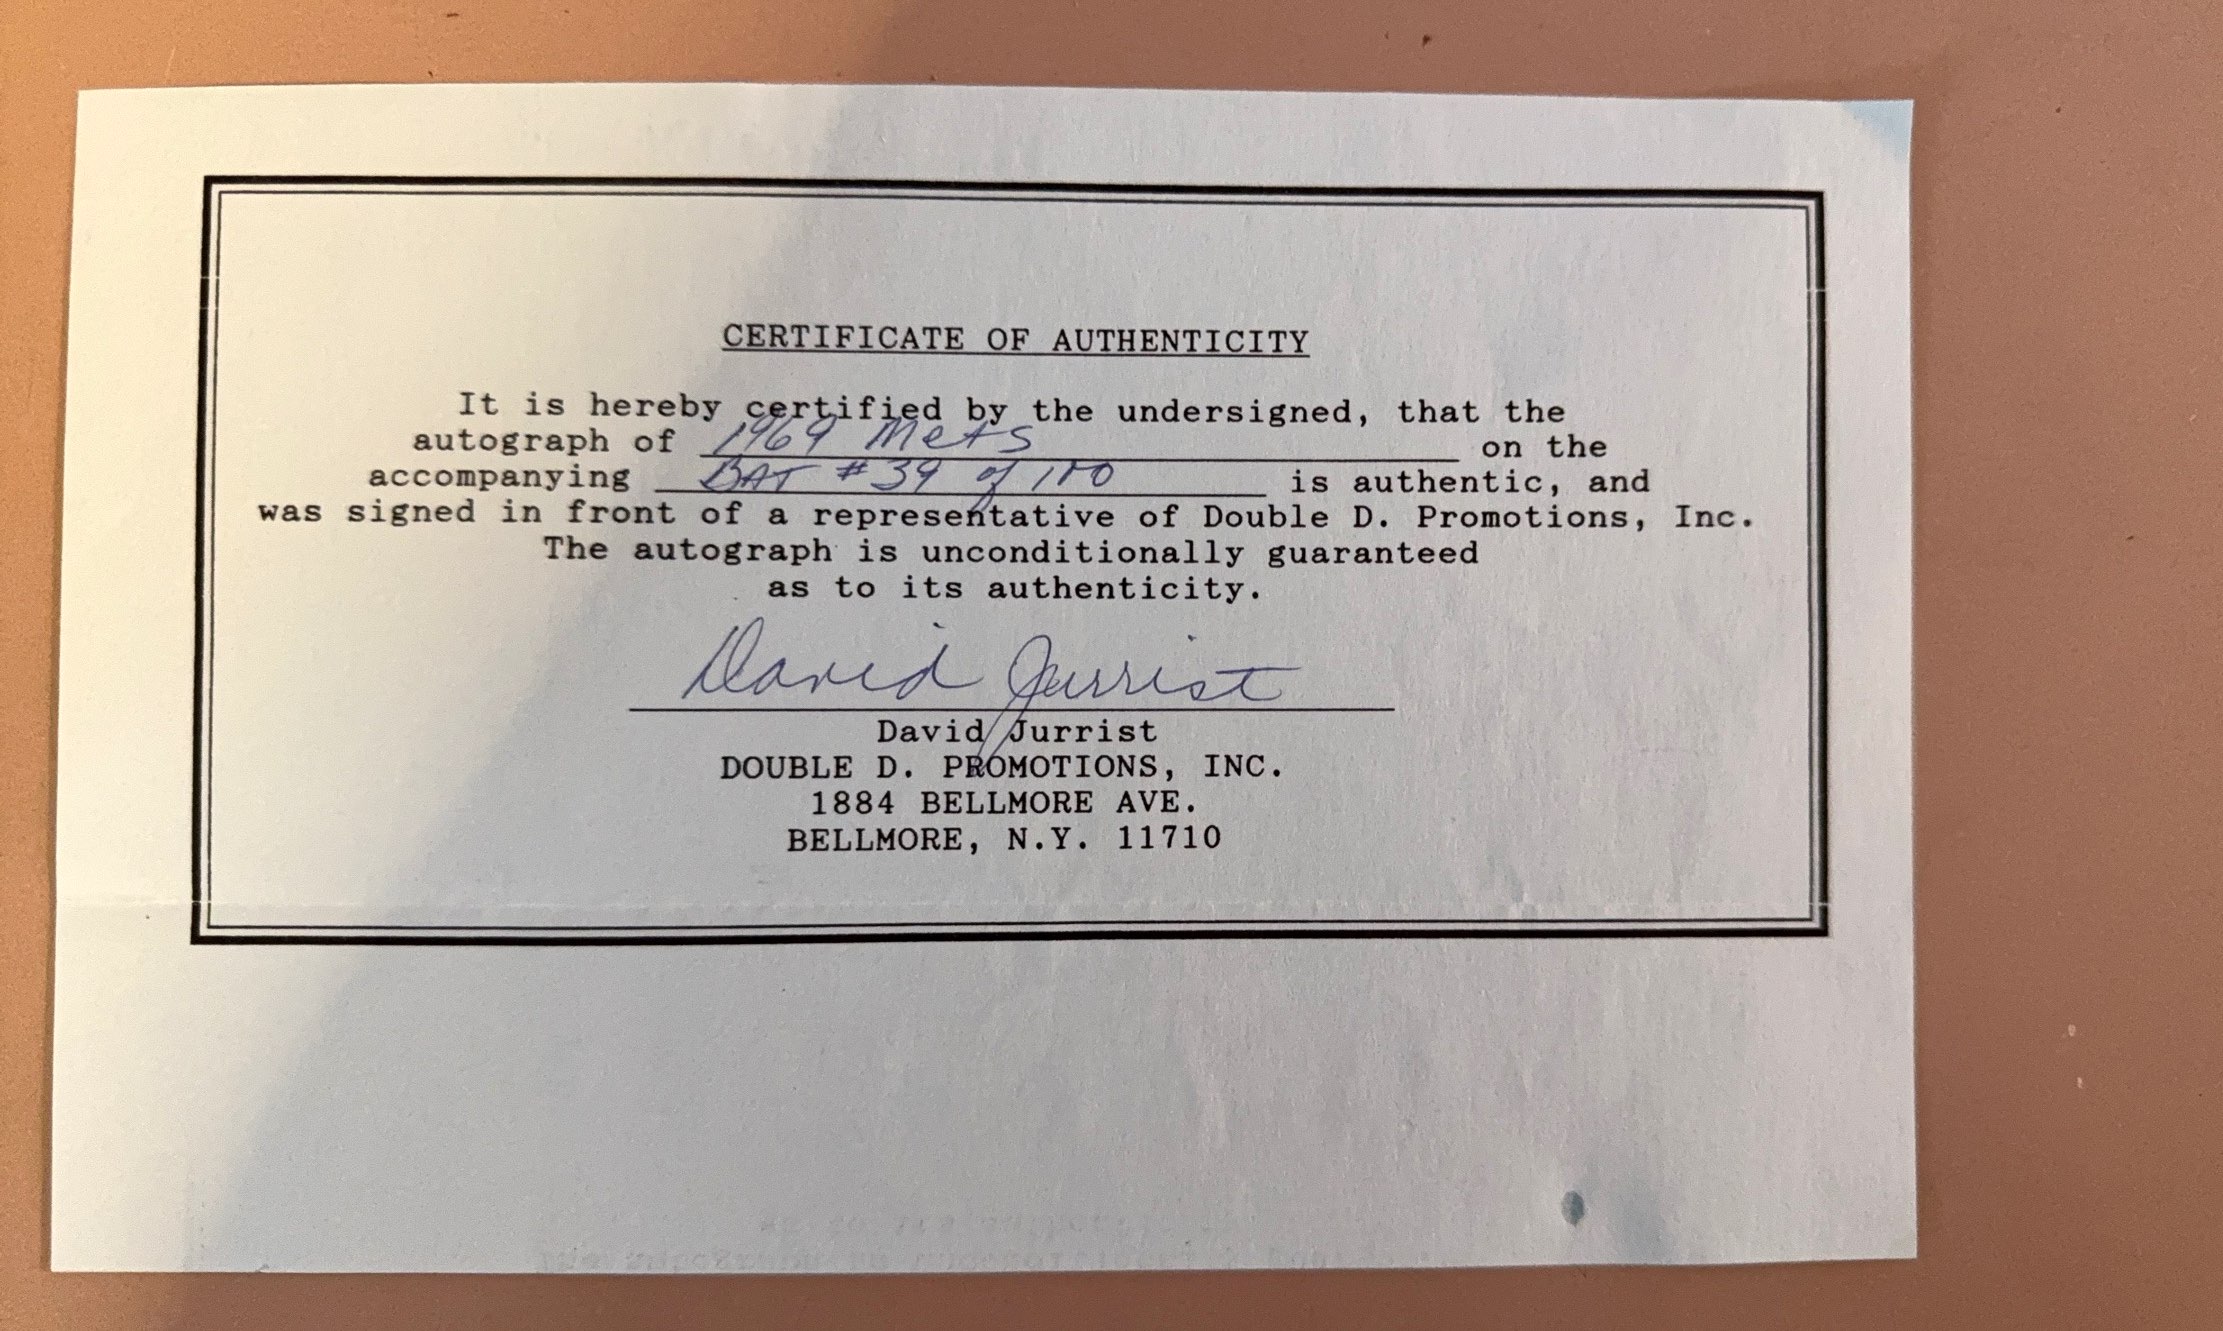 CERTIFICATE OF AUTHENTICITY
It is hereby certified by the undersigned, that the
autograph of 1969 Mets on the
accompanying BAT #39 of 100 is authentic, and
was signed in front of a representative of Double D. Promotions, Inc.
The autograph is unconditionally guaranteed
as to its authenticity.
David Jurrist
David Jurrist
DOUBLE D. PROMOTIONS, INC.
1884 BELLMORE AVE.
BELLMORE, N.Y. 11710